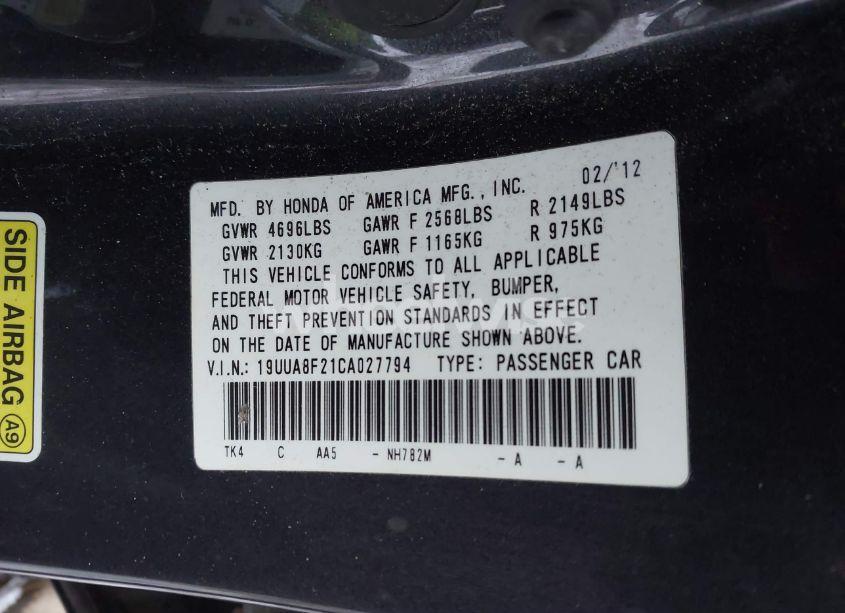 02/'12
MFD. BY HONDA OF AMERICA MFG., INC.
GVWR 4696LBS GAWR F 2568LBS R 2149LBS
GVWR 2130KG GAWR F 1165KG R 975KG
THIS VEHICLE CONFORMS TO ALL APPLICABLE
FEDERAL MOTOR VEHICLE SAFETY, BUMPER,
AND THEFT PREVENTION STANDARDS IN EFFECT
ON THE DATE OF MANUFACTURE SHOWN ABOVE.
V.I.N.: 19UUA8F21CA027794 TYPE: PASSENGER CAR
TK4 C AA5 - NH782M - A - A
SIDE AIRBAG A9